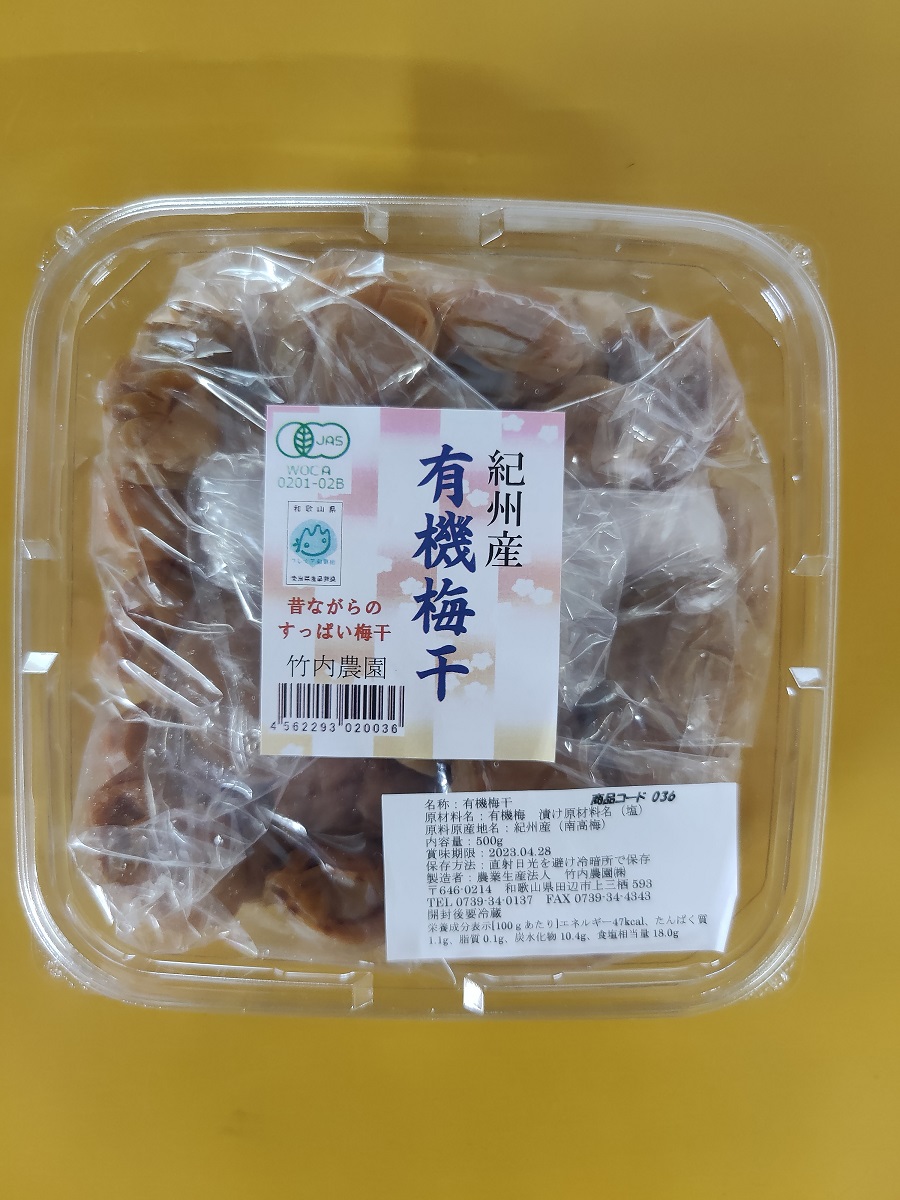 JAS
WOCA
0201-02B
和歌山県
紀州産
有機梅干
昔ながらの
すっぱい梅干
竹内農園
4 562293 020036
商品コード 036
名称：有機梅干
原材料名：有機梅　漬け原材料名（塩）
原料原産地名：紀州産（南高梅）
内容量：500g
賞味期限：2023.04.28
保存方法：直射日光を避け冷暗所で保存
製造者：農業生産法人　竹内農園㈱
〒646-0214　和歌山県田辺市上三栖 593
TEL 0739-34-0137　FAX 0739-34-4343
開封後要冷蔵
栄養成分表示[100gあたり]エネルギー47kcal、たんぱく質
1.1g、脂質 0.1g、炭水化物 10.4g、食塩相当量 18.0g